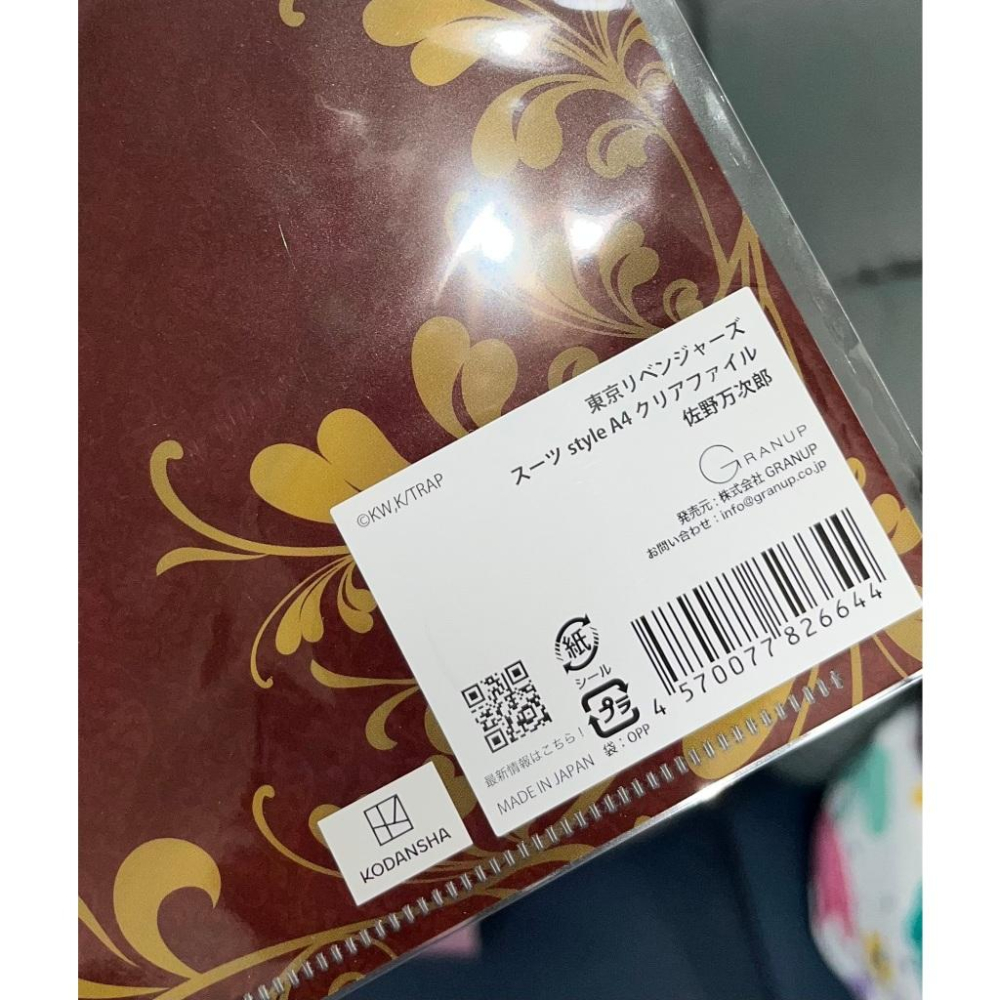 東京リベンジャーズ
スーツ style A4 クリアファイル
佐野万次郎
©KW,K/TRAP
GRANUP
発売元:株式会社 GRANUP
お問い合わせ:info@granup.co.jp
紙
シール
プラ
袋:OPP
4 570077 826644
最新情報はこちら!
MADE IN JAPAN
KODANSHA